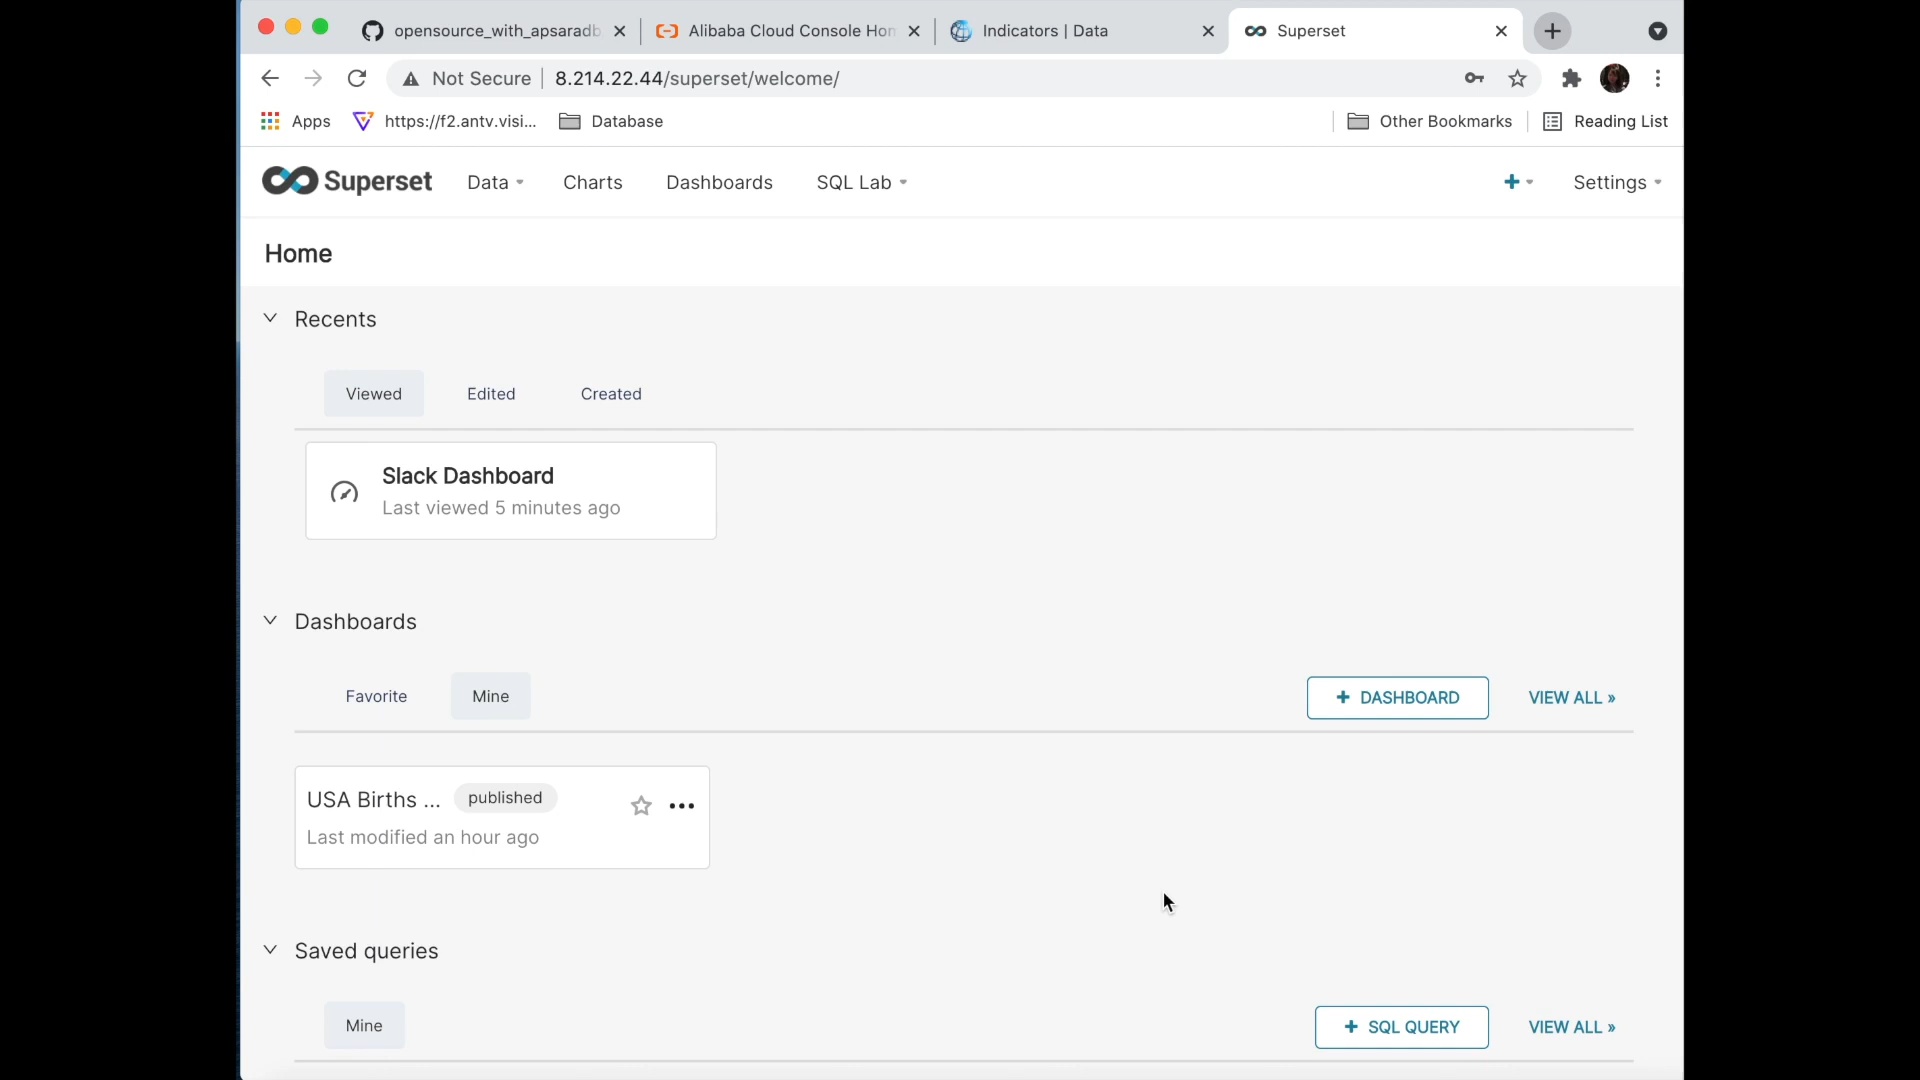 opensource_with_apsaradb
Alibaba Cloud Console Hon
Indicators | Data
Superset
Not Secure
8.214.22.44/superset/welcome/
Apps
https://f2.antv.visi...
Database
Other Bookmarks
Reading List
Superset
Data
Charts
Dashboards
SQL Lab
+
Settings
Home
Recents
Viewed
Edited
Created
Slack Dashboard
Last viewed 5 minutes ago
Dashboards
Favorite
Mine
+ DASHBOARD
VIEW ALL »
USA Births ...
published
Last modified an hour ago
Saved queries
Mine
+ SQL QUERY
VIEW ALL »